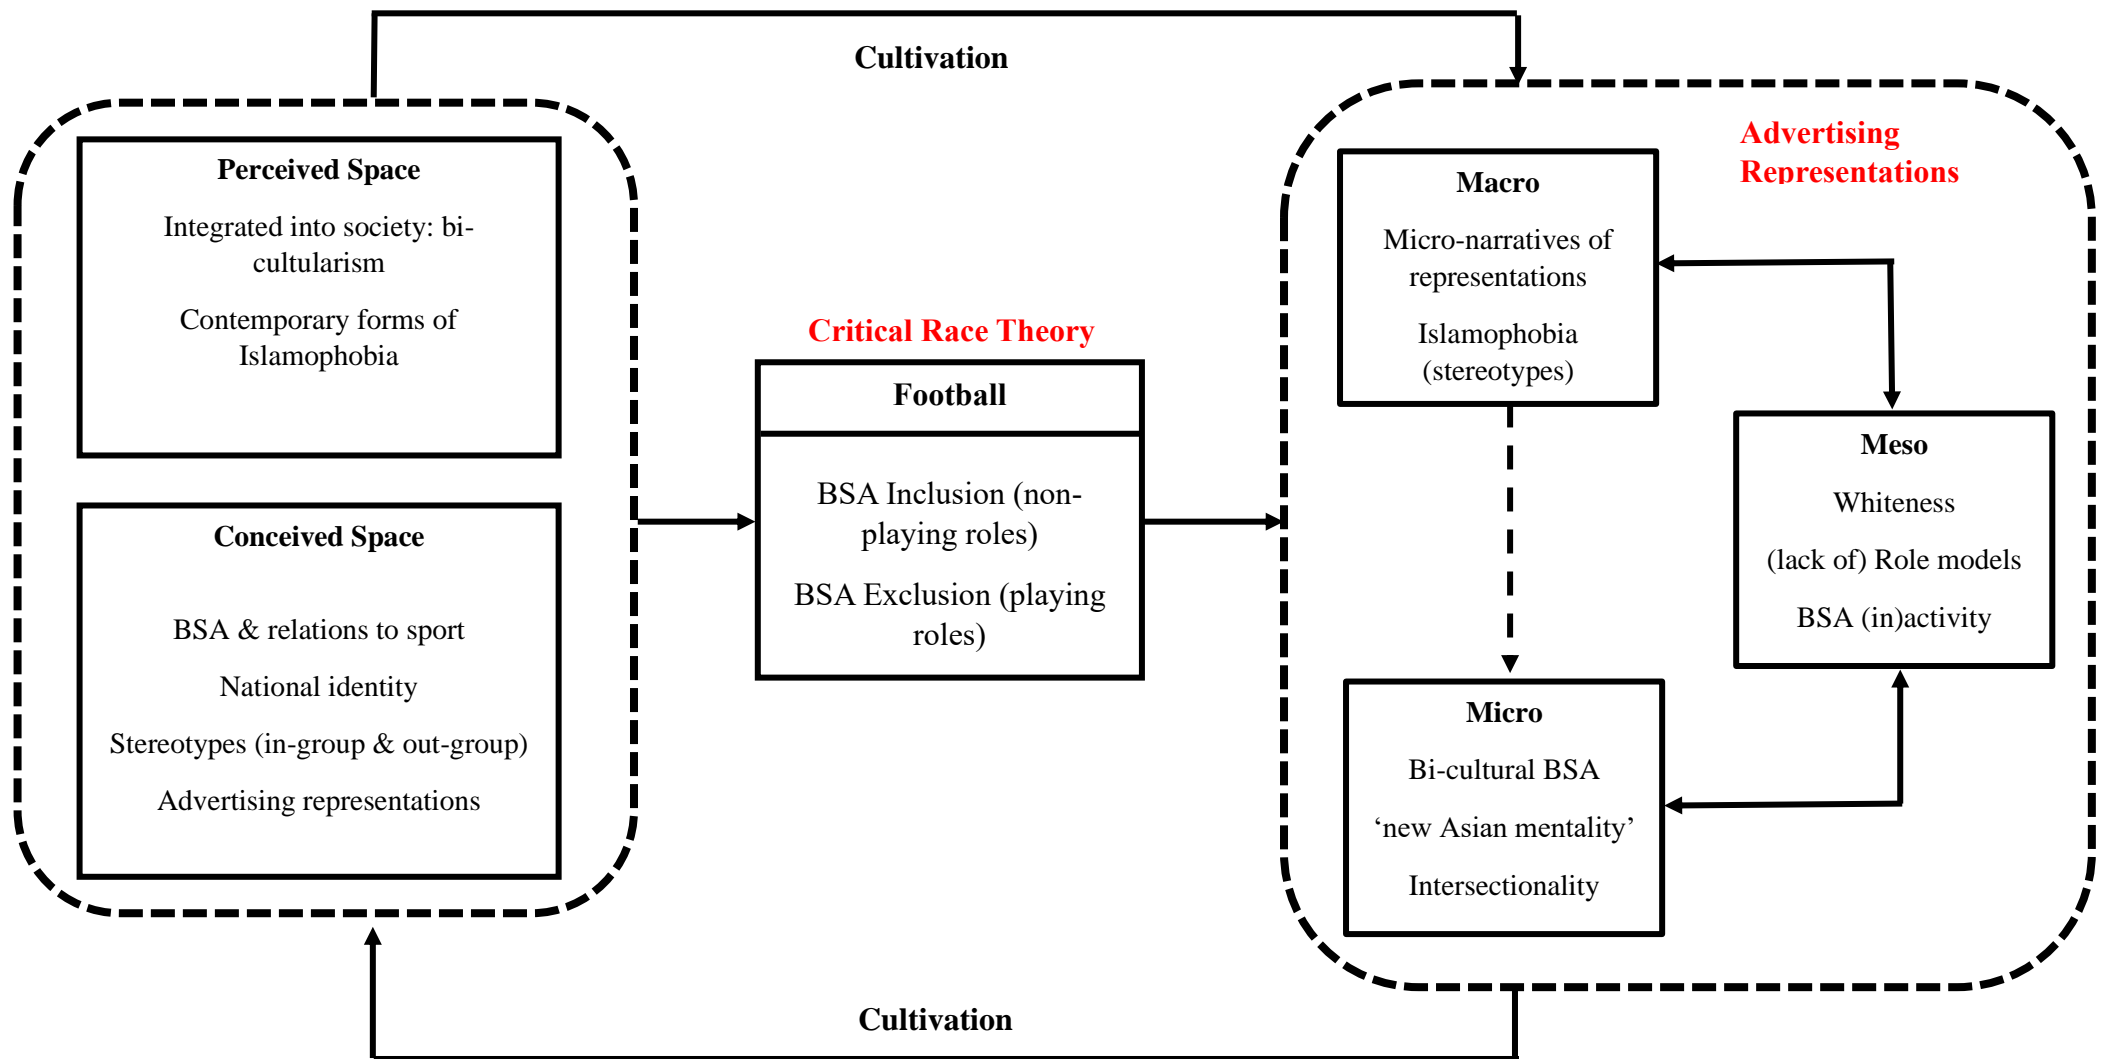 Cultivation
Perceived Space
Integrated into society: bi-
cultularism
Contemporary forms of
Islamophobia
Conceived Space
BSA & relations to sport
National identity
Stereotypes (in-group & out-group)
Advertising representations
Critical Race Theory
Football
BSA Inclusion (non-
playing roles)
BSA Exclusion (playing
roles)
Advertising
Representations
Macro
Micro-narratives of
representations
Islamophobia
(stereotypes)
Meso
Whiteness
(lack of) Role models
BSA (in)activity
Micro
Bi-cultural BSA
‘new Asian mentality’
Intersectionality
Cultivation